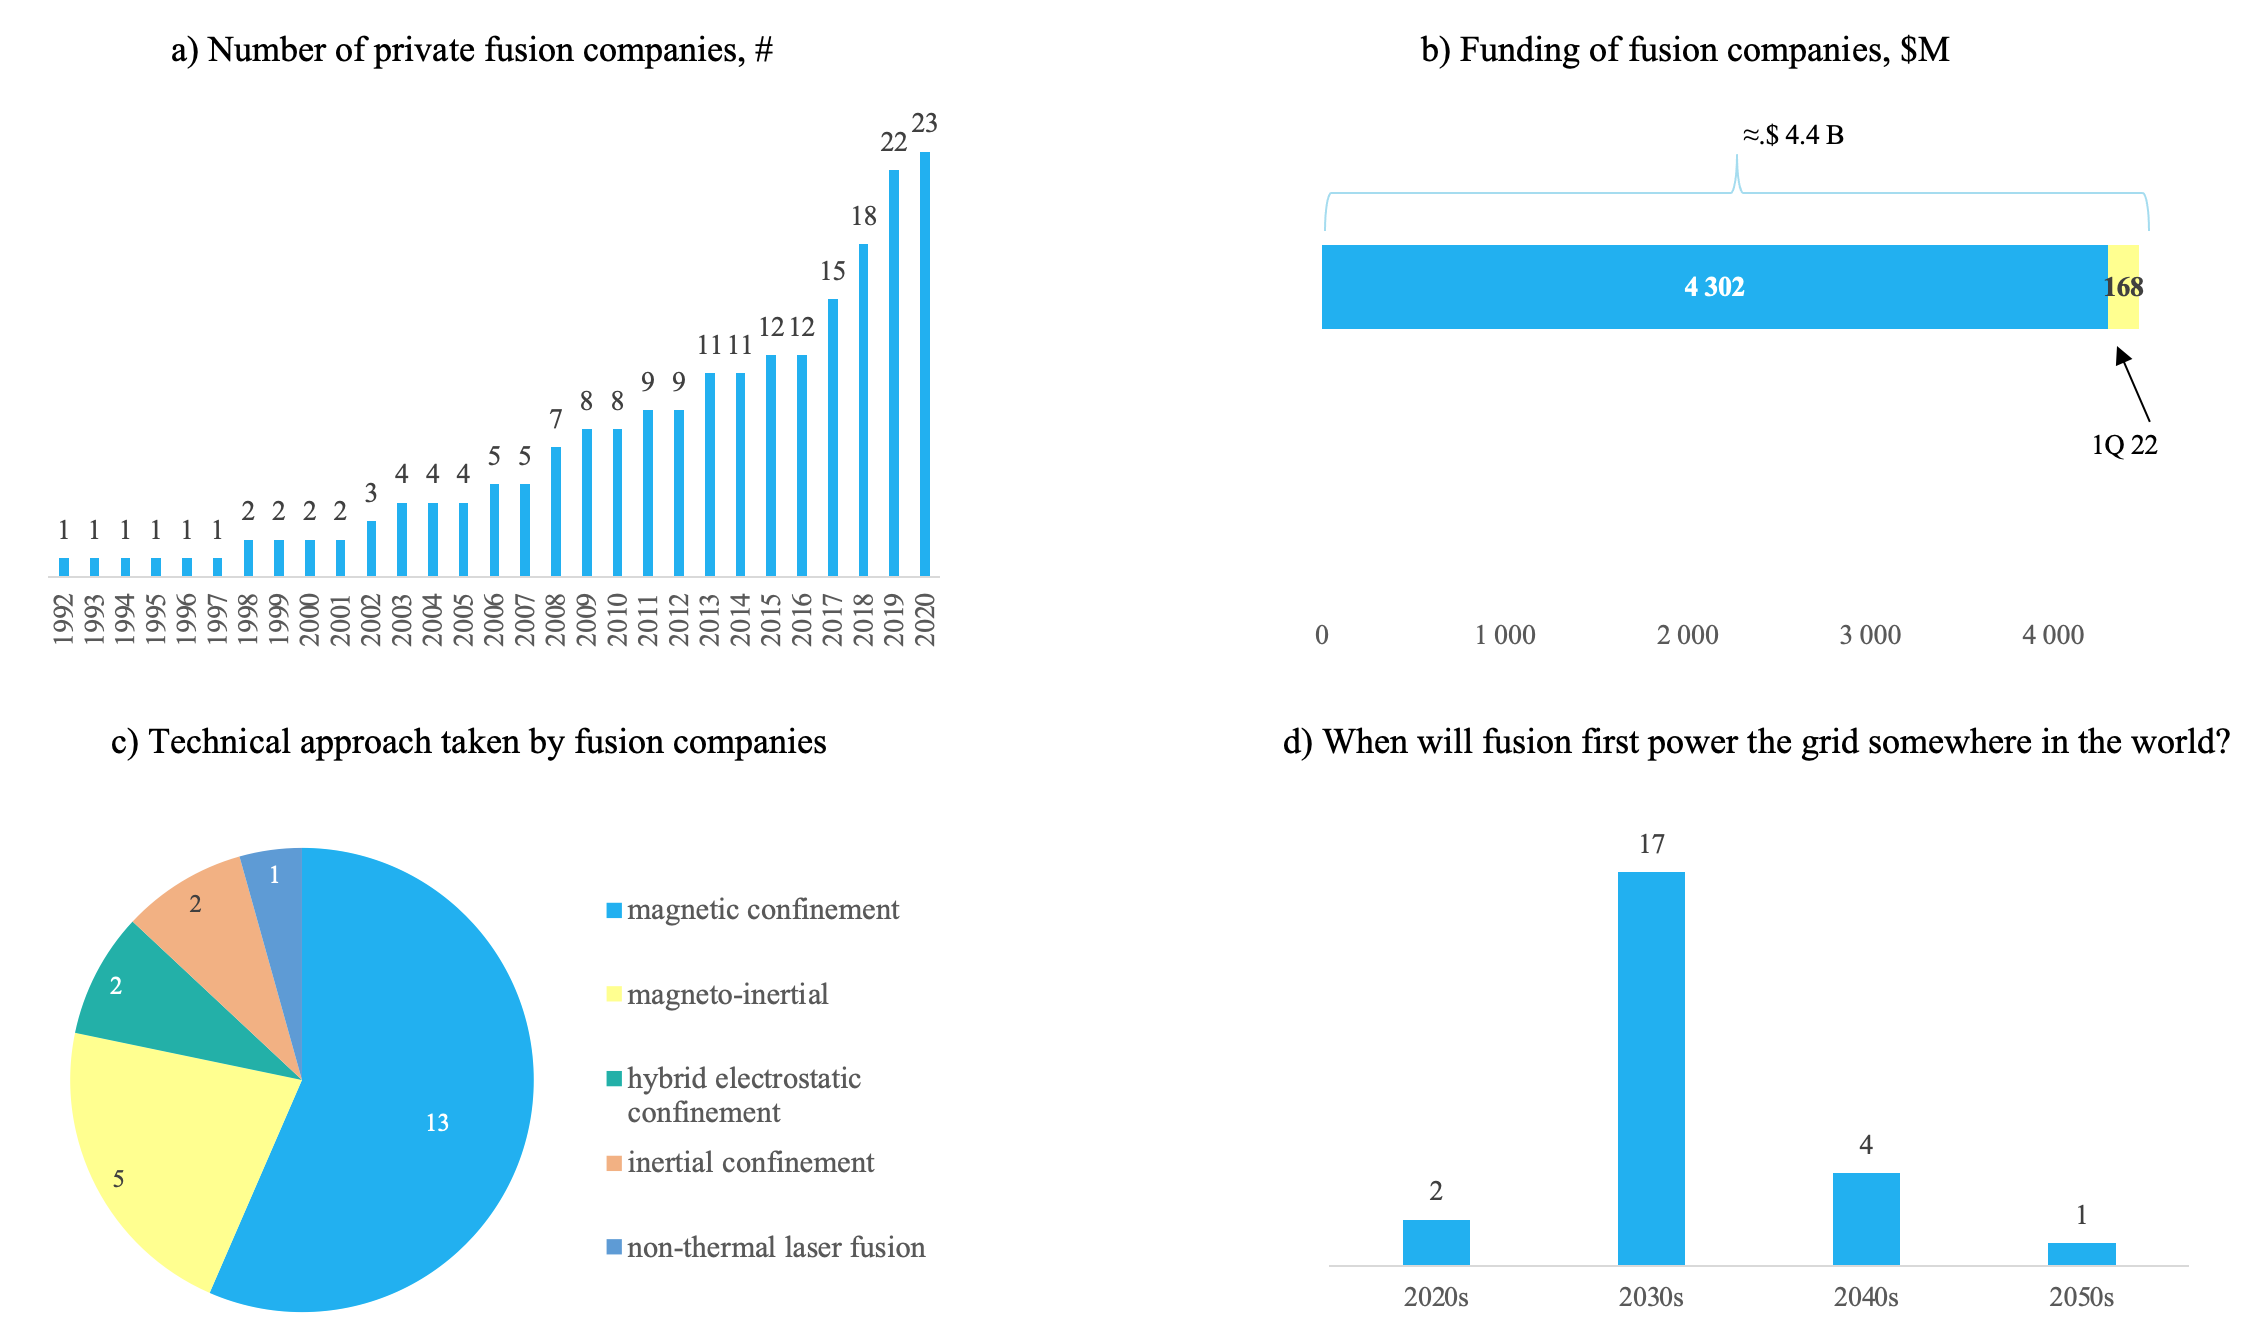 a) Number of private fusion companies, #
1 1 1 1 1 1 2 2 2 2 3 4 4 4 5 5 7 8 8 9 9 11 11 12 12 15 18 22 23
1992 1993 1994 1995 1996 1997 1998 1999 2000 2001 2002 2003 2004 2005 2006 2007 2008 2009 2010 2011 2012 2013 2014 2015 2016 2017 2018 2019 2020
b) Funding of fusion companies, $M
≈.$ 4.4 B
4 302 168
1Q 22
0 1 000 2 000 3 000 4 000
c) Technical approach taken by fusion companies
1
2
2
5
13
magnetic confinement
magneto-inertial
hybrid electrostatic
confinement
inertial confinement
non-thermal laser fusion
d) When will fusion first power the grid somewhere in the world?
2 17 4 1
2020s 2030s 2040s 2050s